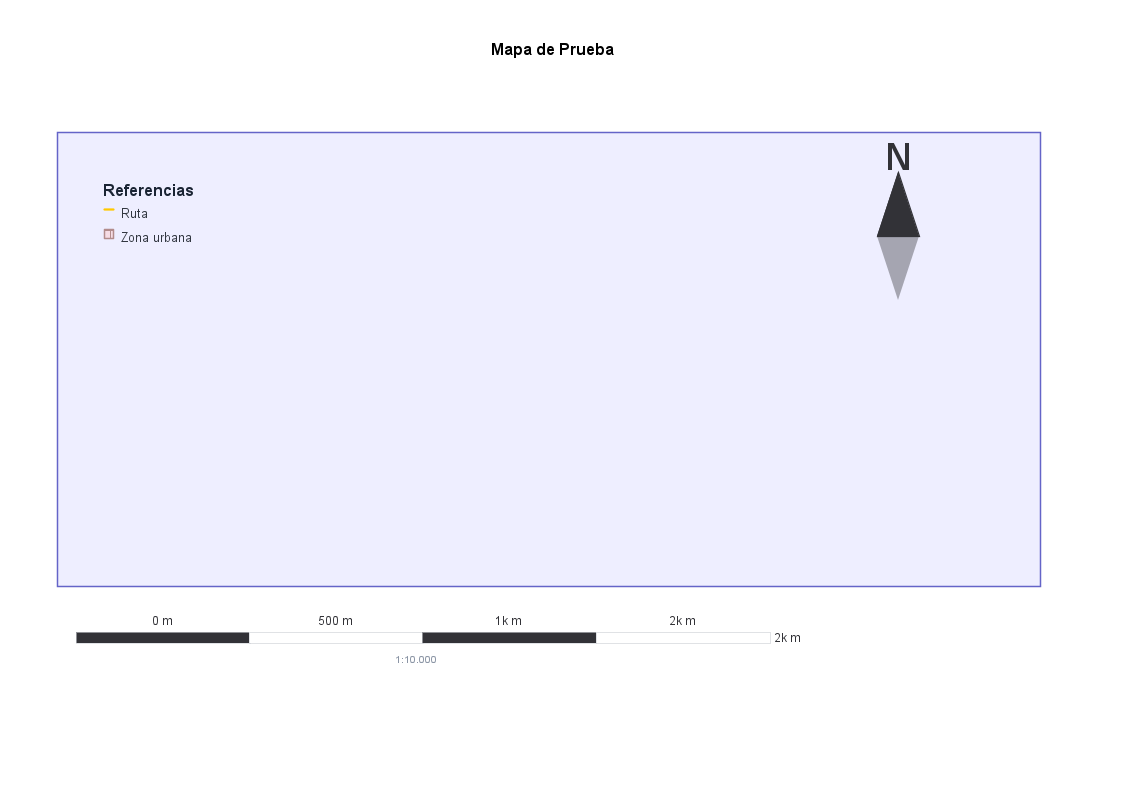 Mapa de Prueba
N
Referencias
Ruta
Zona urbana
0 m 500 m 1k m 2k m
2k m
1:10.000